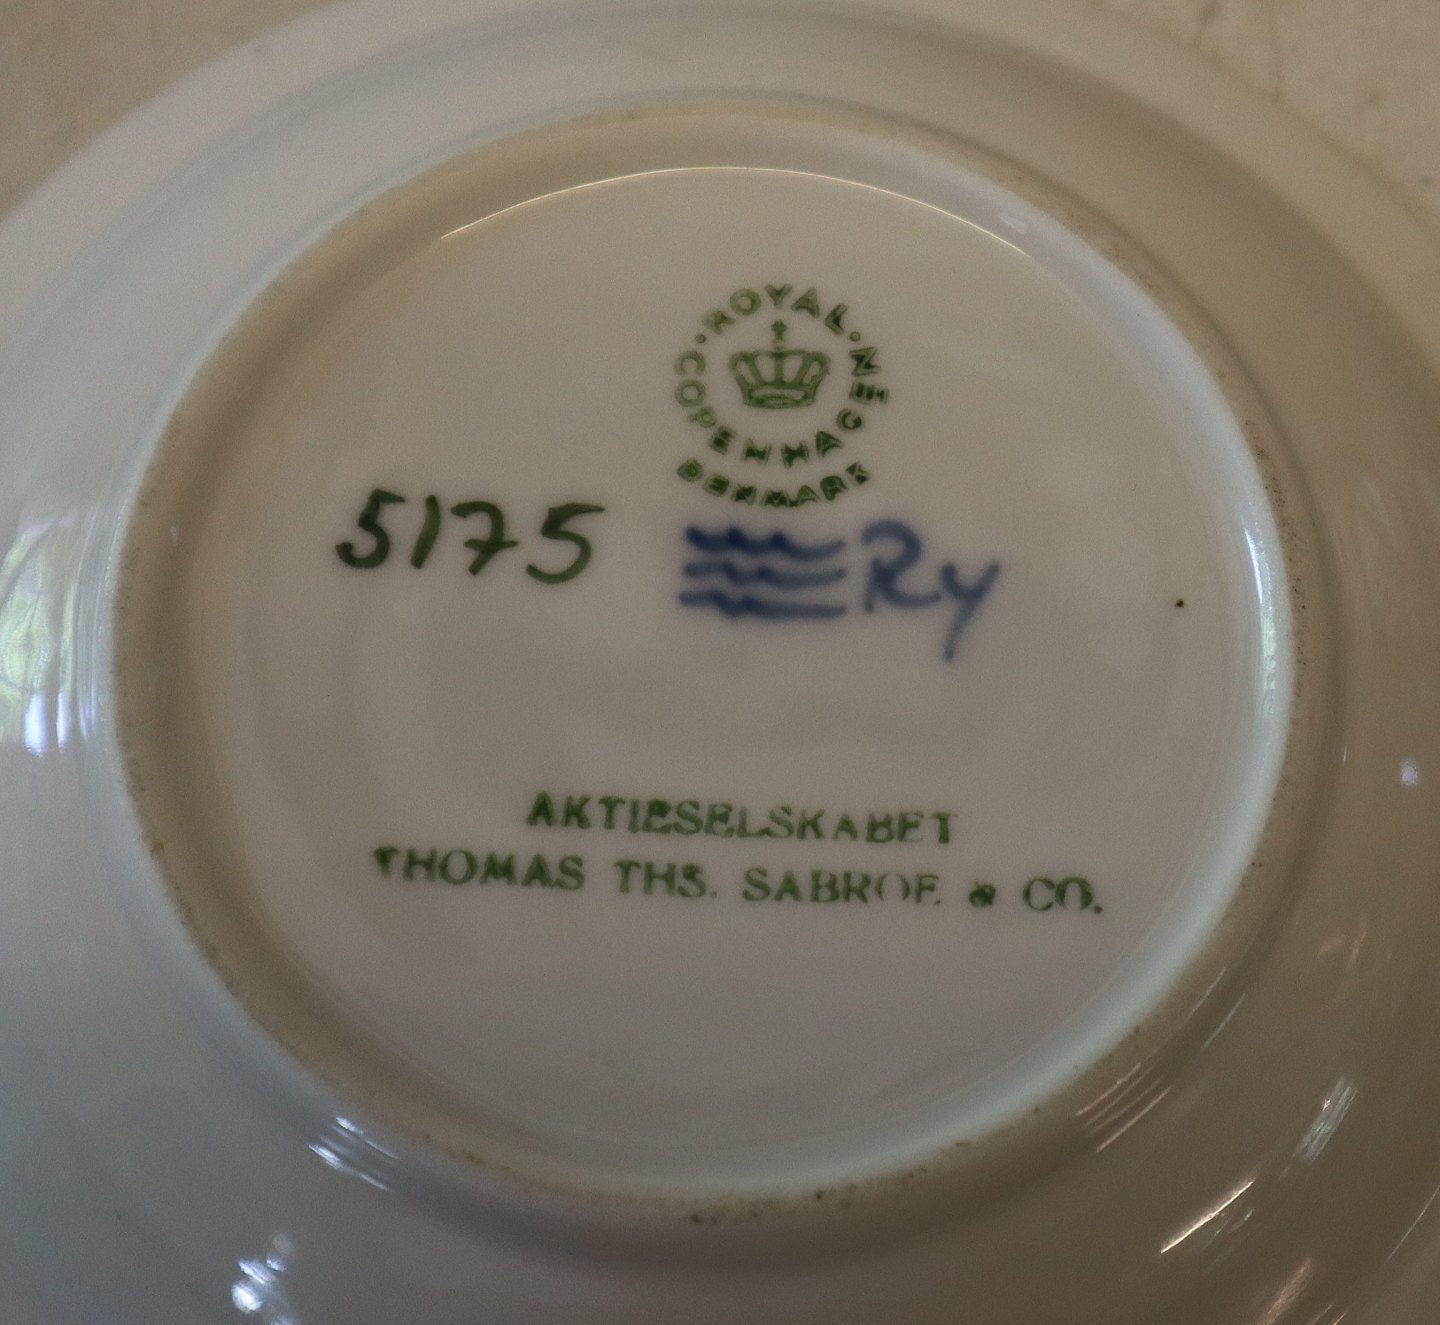 ROYAL
COPENHAGEN
DENMARK
5175
Ry
AKTIESELSKABET
THOMAS THS. SABROE & CO.